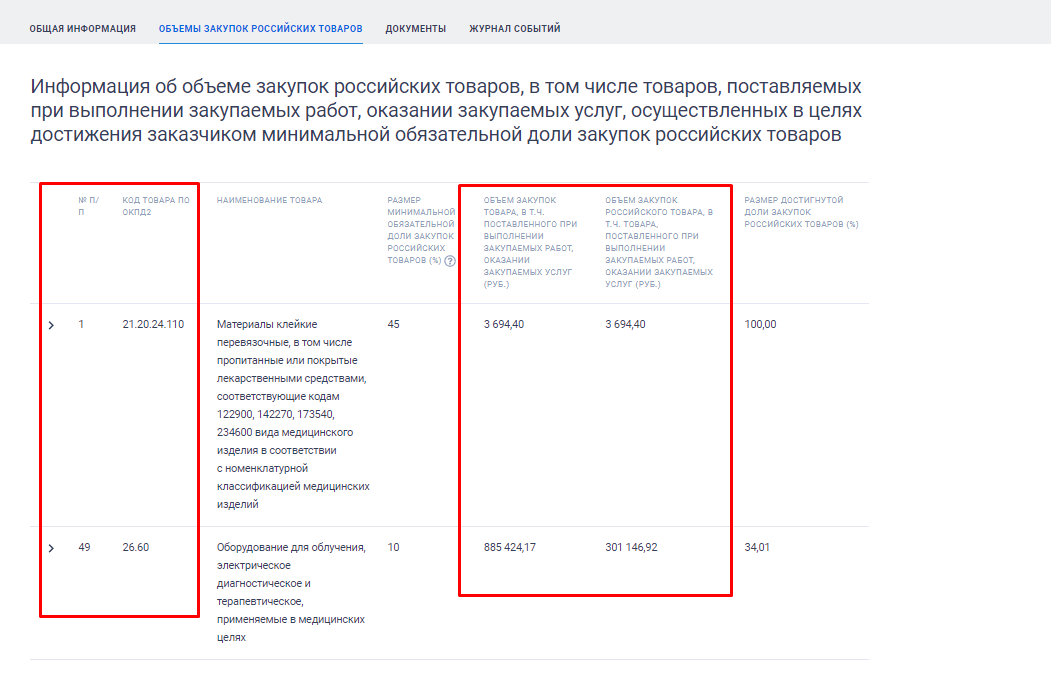 ОБЩАЯ ИНФОРМАЦИЯ ОБЪЕМЫ ЗАКУПОК РОССИЙСКИХ ТОВАРОВ ДОКУМЕНТЫ ЖУРНАЛ СОБЫТИЙ
Информация об объеме закупок российских товаров, в том числе товаров, поставляемых
при выполнении закупаемых работ, оказании закупаемых услуг, осуществленных в целях
достижения заказчиком минимальной обязательной доли закупок российских товаров
№ П/
П
КОД ТОВАРА ПО
ОКПД2
НАИМЕНОВАНИЕ ТОВАРА
РАЗМЕР
МИНИМАЛЬНОЙ
ОБЯЗАТЕЛЬНОЙ
ДОЛИ ЗАКУПОК
РОССИЙСКИХ
ТОВАРОВ (%) ?
ОБЪЕМ ЗАКУПОК
ТОВАРА, В Т.Ч.
ПОСТАВЛЕННОГО ПРИ
ВЫПОЛНЕНИИ
ЗАКУПАЕМЫХ РАБОТ,
ОКАЗАНИИ
ЗАКУПАЕМЫХ УСЛУГ
(РУБ.)
ОБЪЕМ ЗАКУПОК
РОССИЙСКОГО ТОВАРА, В
Т.Ч. ТОВАРА,
ПОСТАВЛЕННОГО ПРИ
ВЫПОЛНЕНИИ
ЗАКУПАЕМЫХ РАБОТ,
ОКАЗАНИИ ЗАКУПАЕМЫХ
УСЛУГ (РУБ.)
РАЗМЕР ДОСТИГНУТОЙ
ДОЛИ ЗАКУПОК
РОССИЙСКИХ ТОВАРОВ (%)
1
21.20.24.110
Материалы клейкие
перевязочные, в том числе
пропитанные или покрытые
лекарственными средствами,
соответствующие кодам
122900, 142270, 173540,
234600 вида медицинского
изделия в соответствии
с номенклатурной
классификацией медицинских
изделий
45
3 694,40
3 694,40
100,00
49
26.60
Оборудование для облучения,
электрическое
диагностическое и
терапевтическое,
применяемые в медицинских
целях
10
885 424,17
301 146,92
34,01